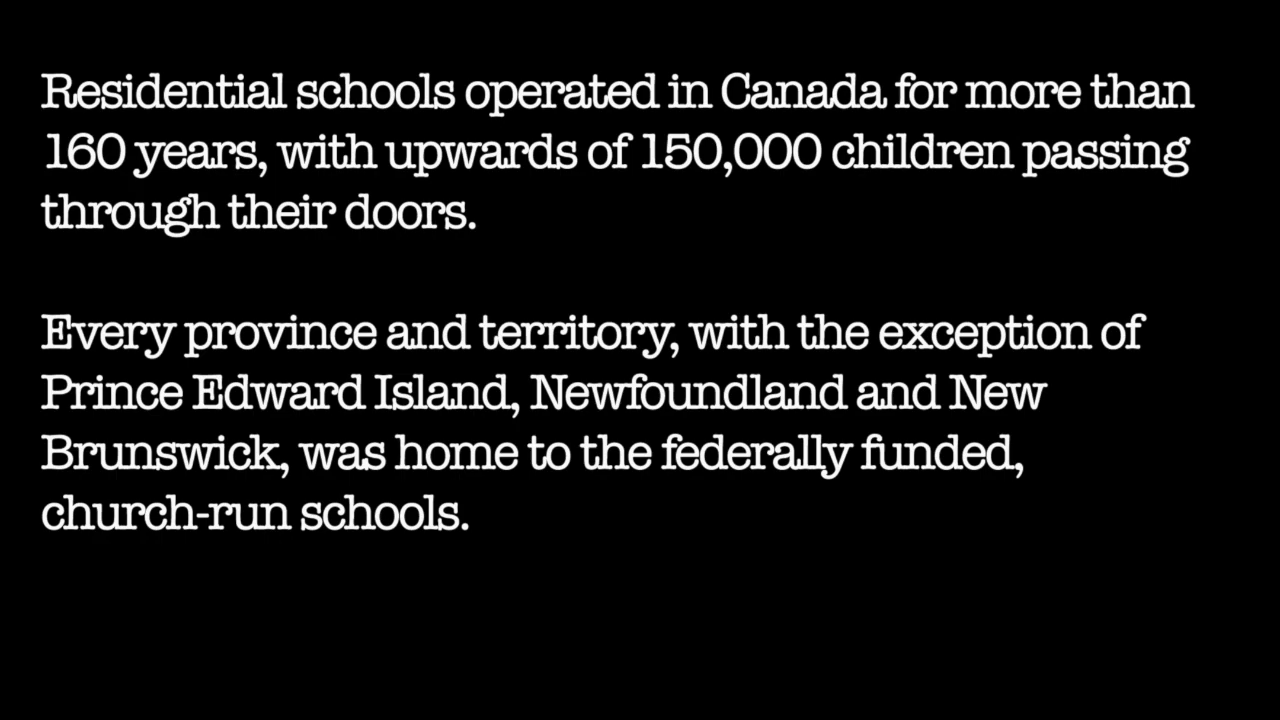 Residential schools operated in Canada for more than
160 years, with upwards of 150,000 children passing
through their doors.
Every province and territory, with the exception of
Prince Edward Island, Newfoundland and New
Brunswick, was home to the federally funded,
church-run schools.